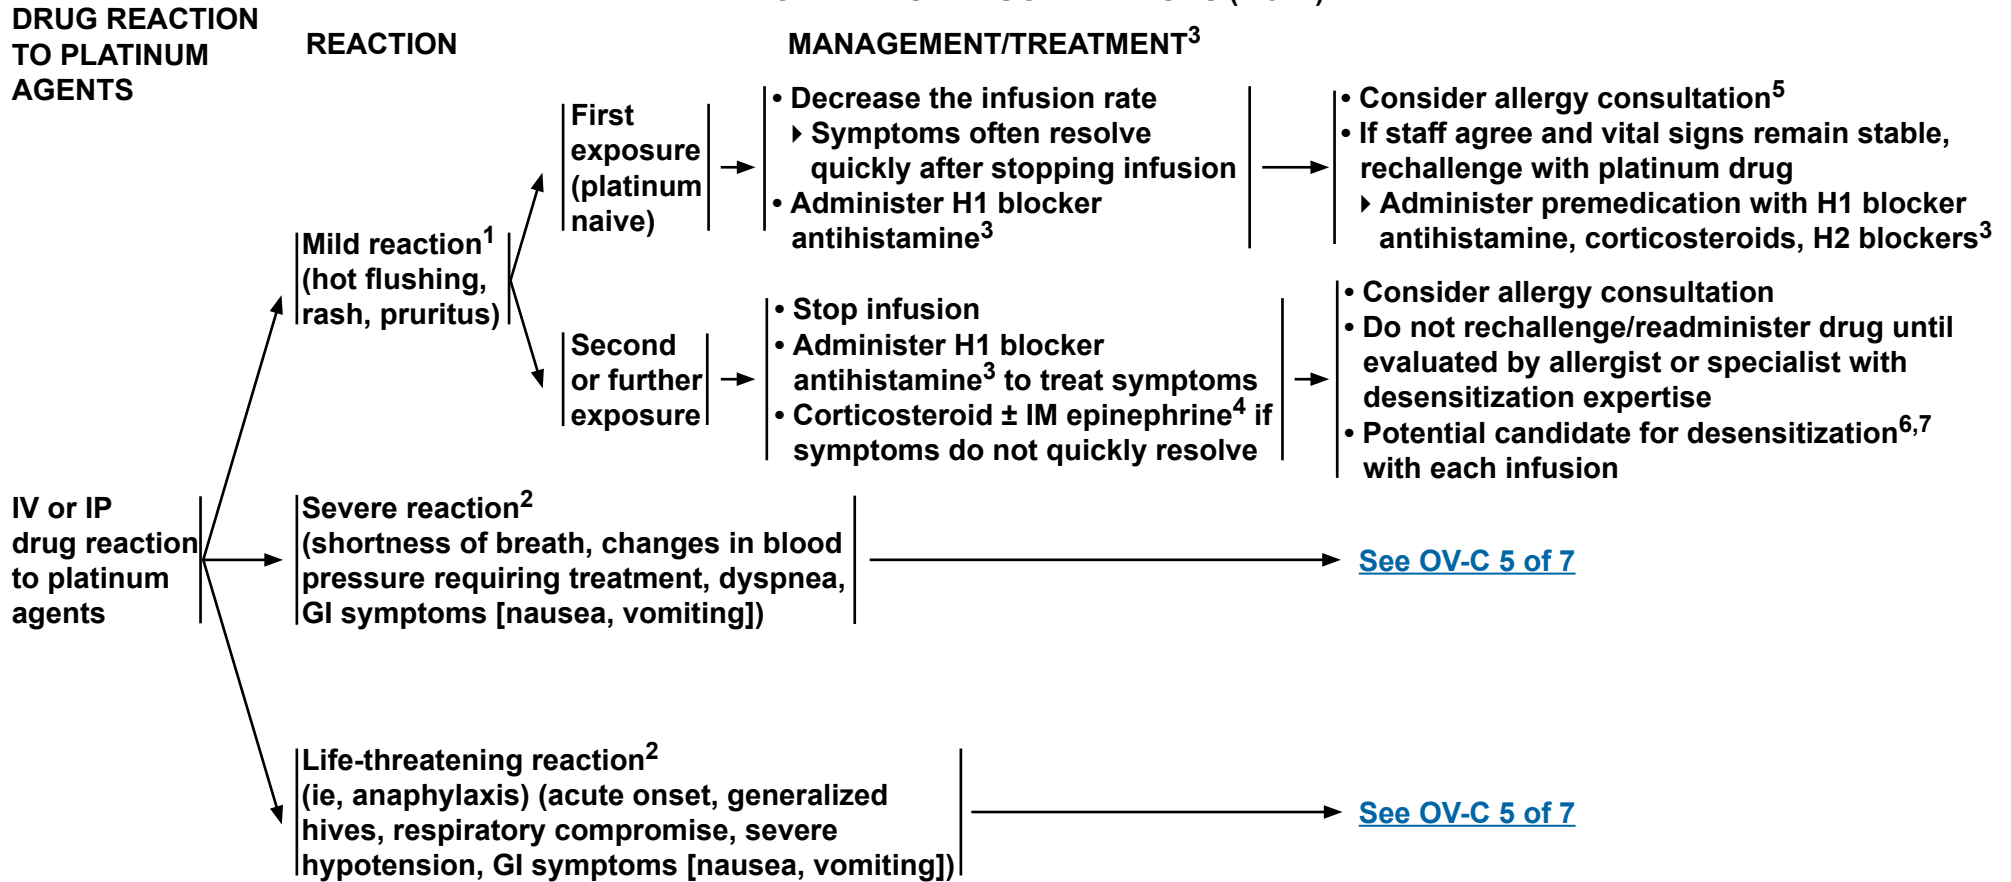 DRUG REACTION
TO PLATINUM
AGENTS
REACTION
MANAGEMENT/TREATMENT3
IV or IP
drug reaction
to platinum
agents
Mild reaction1
(hot flushing,
rash, pruritus)
First
exposure
(platinum
naive)
• Decrease the infusion rate
▸ Symptoms often resolve
quickly after stopping infusion
• Administer H1 blocker
antihistamine3
• Consider allergy consultation5
• If staff agree and vital signs remain stable,
rechallenge with platinum drug
▸ Administer premedication with H1 blocker
antihistamine, corticosteroids, H2 blockers3
Second
or further
exposure
• Stop infusion
• Administer H1 blocker
antihistamine3 to treat symptoms
• Corticosteroid ± IM epinephrine4 if
symptoms do not quickly resolve
• Consider allergy consultation
• Do not rechallenge/readminister drug until
evaluated by allergist or specialist with
desensitization expertise
• Potential candidate for desensitization6,7
with each infusion
Severe reaction2
(shortness of breath, changes in blood
pressure requiring treatment, dyspnea,
GI symptoms [nausea, vomiting])
See OV-C 5 of 7
Life-threatening reaction2
(ie, anaphylaxis) (acute onset, generalized
hives, respiratory compromise, severe
hypotension, GI symptoms [nausea, vomiting])
See OV-C 5 of 7